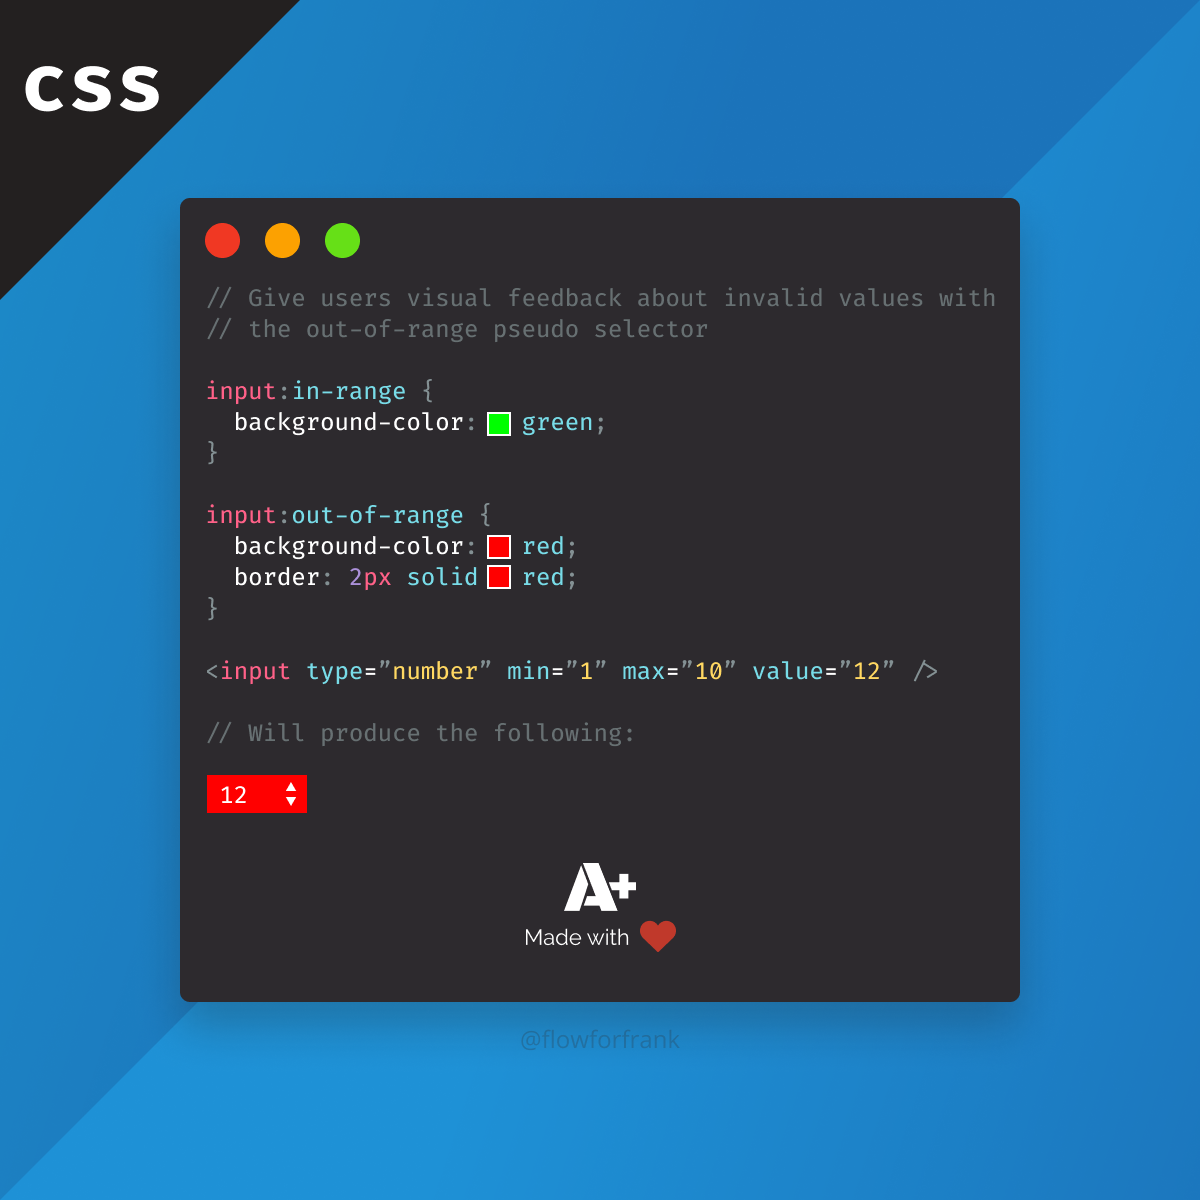 css
// Give users visual feedback about invalid values with
// the out-of-range pseudo selector
input:in-range {
  background-color: green;
}
input:out-of-range {
  background-color: red;
  border: 2px solid red;
}
<input type=”number” min=”1” max=”10” value=”12” />
// Will produce the following:
12
A+
Made with
@flowforfrank